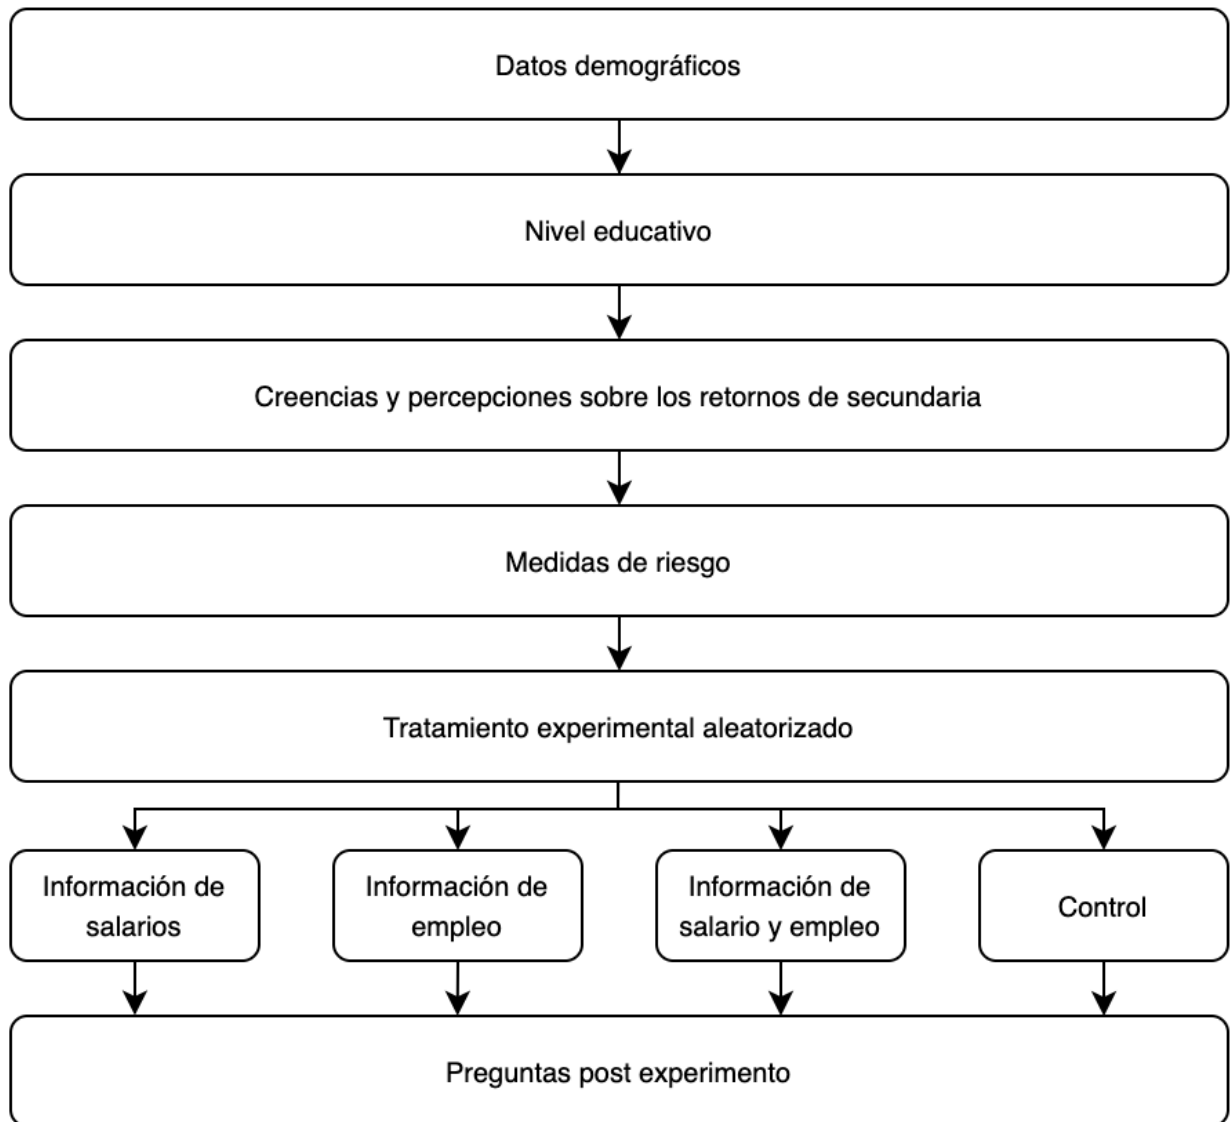 Datos demográficos
Nivel educativo
Creencias y percepciones sobre los retornos de secundaria
Medidas de riesgo
Tratamiento experimental aleatorizado
Información de
salarios
Información de
empleo
Información de
salario y empleo
Control
Preguntas post experimento